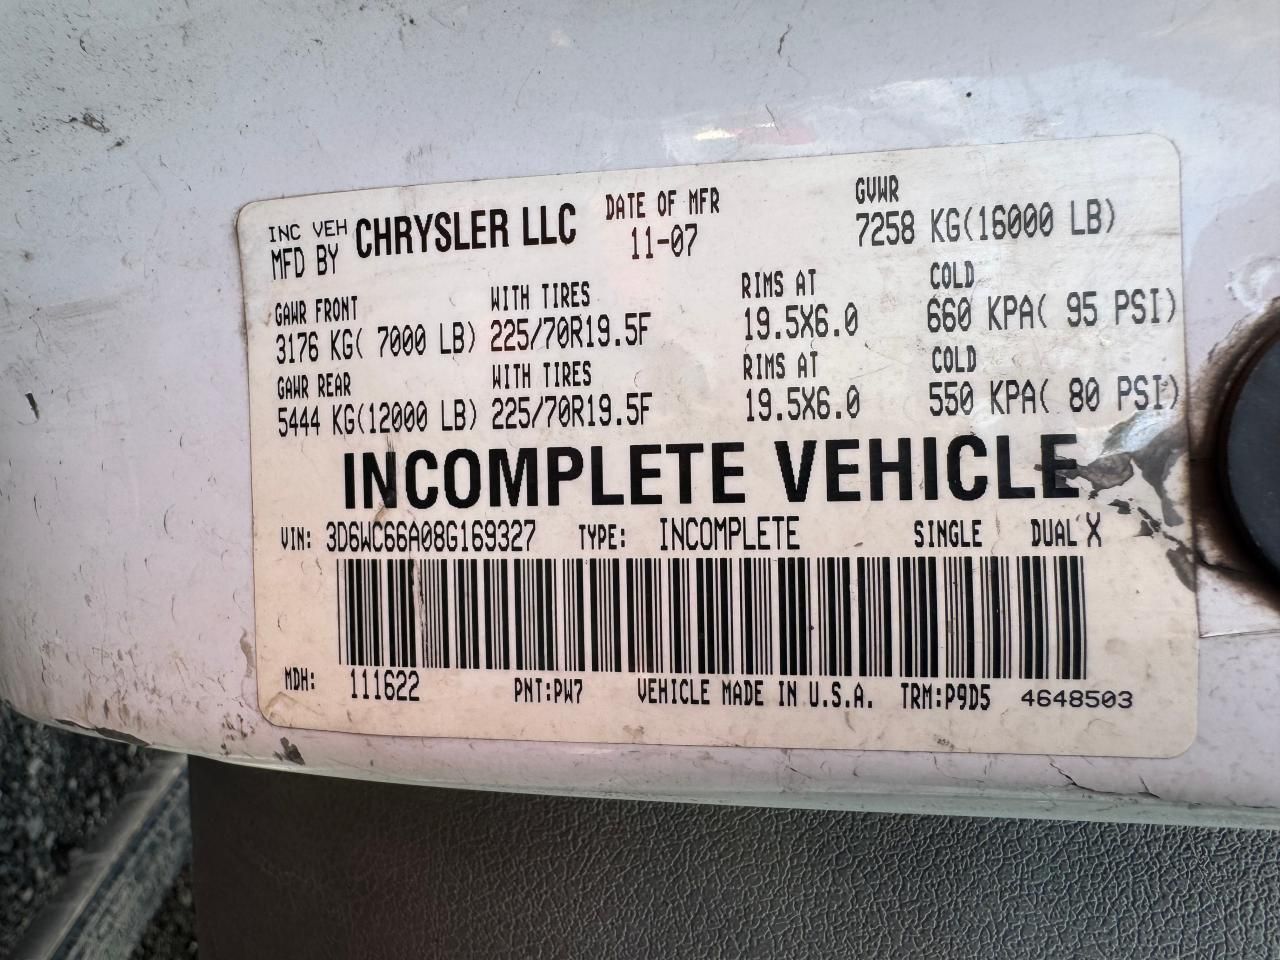 INC VEH MFD BY CHRYSLER LLC DATE OF MFR 11-07 GVWR 7258 KG(16000 LB)
GAWR FRONT WITH TIRES RIMS AT COLD
3176 KG( 7000 LB) 225/70R19.5F 19.5X6.0 660 KPA( 95 PSI)
GAWR REAR WITH TIRES RIMS AT COLD
5444 KG(12000 LB) 225/70R19.5F 19.5X6.0 550 KPA( 80 PSI)
INCOMPLETE VEHICLE
VIN: 3D6WC66A08G169327 TYPE: INCOMPLETE SINGLE DUAL X
MDH: 111622 PNT:PW7 VEHICLE MADE IN U.S.A. TRM:P9D5 4648503